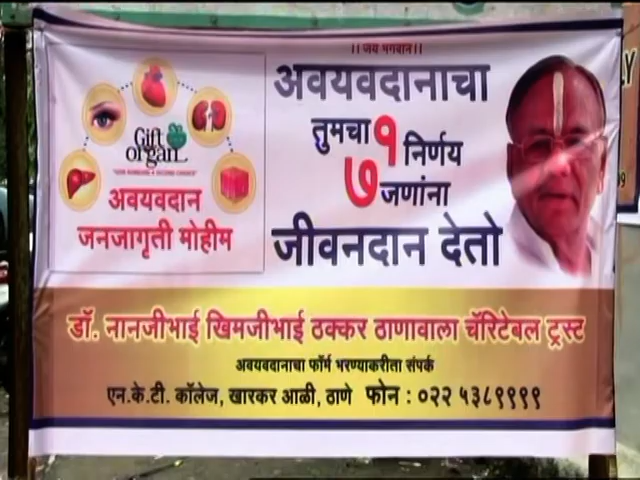 ।। जय भगवान ।।
अवयवदानाचा
तुमचा १ निर्णय
७ जणांना
जीवनदान देतो
Gift
organ
अवयवदान
जनजागृती मोहीम
डॉ. नानजीभाई खिमजीभाई ठक्कर ठाणावाला चॅरिटेबल ट्रस्ट
अवयवदानाचा फॉर्म भरण्याकरीता संपर्क
एन.के.टी. कॉलेज, खारकर आळी, ठाणे फोन : ०२२ ५३८९९९९